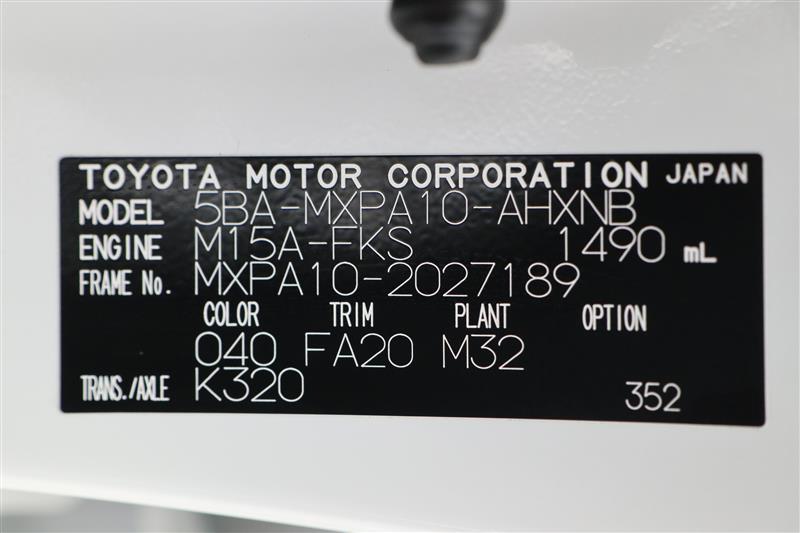 TOYOTA MOTOR CORPORATION JAPAN
MODEL 5BA-MXPA10-AHXNB
ENGINE M15A-FKS 1490 mL
FRAME No. MXPA10-2027189
COLOR TRIM PLANT OPTION
040 FA20 M32
TRANS./AXLE K320 352